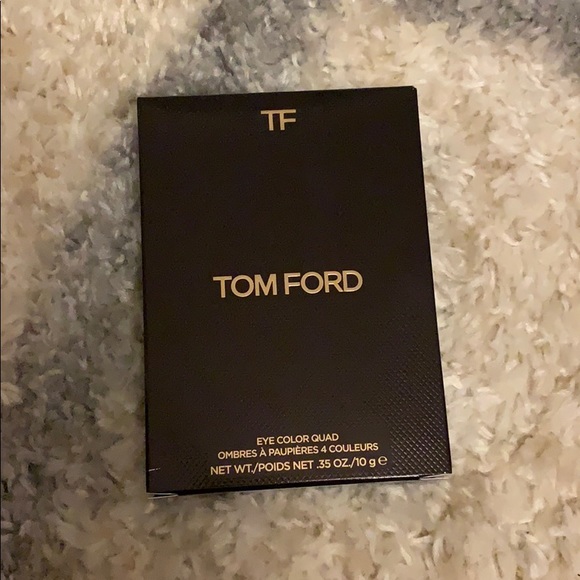 TF
TOM FORD
EYE COLOR QUAD
OMBRES À PAUPIÈRES 4 COULEURS
NET WT./POIDS NET .35 OZ./10 g ℮